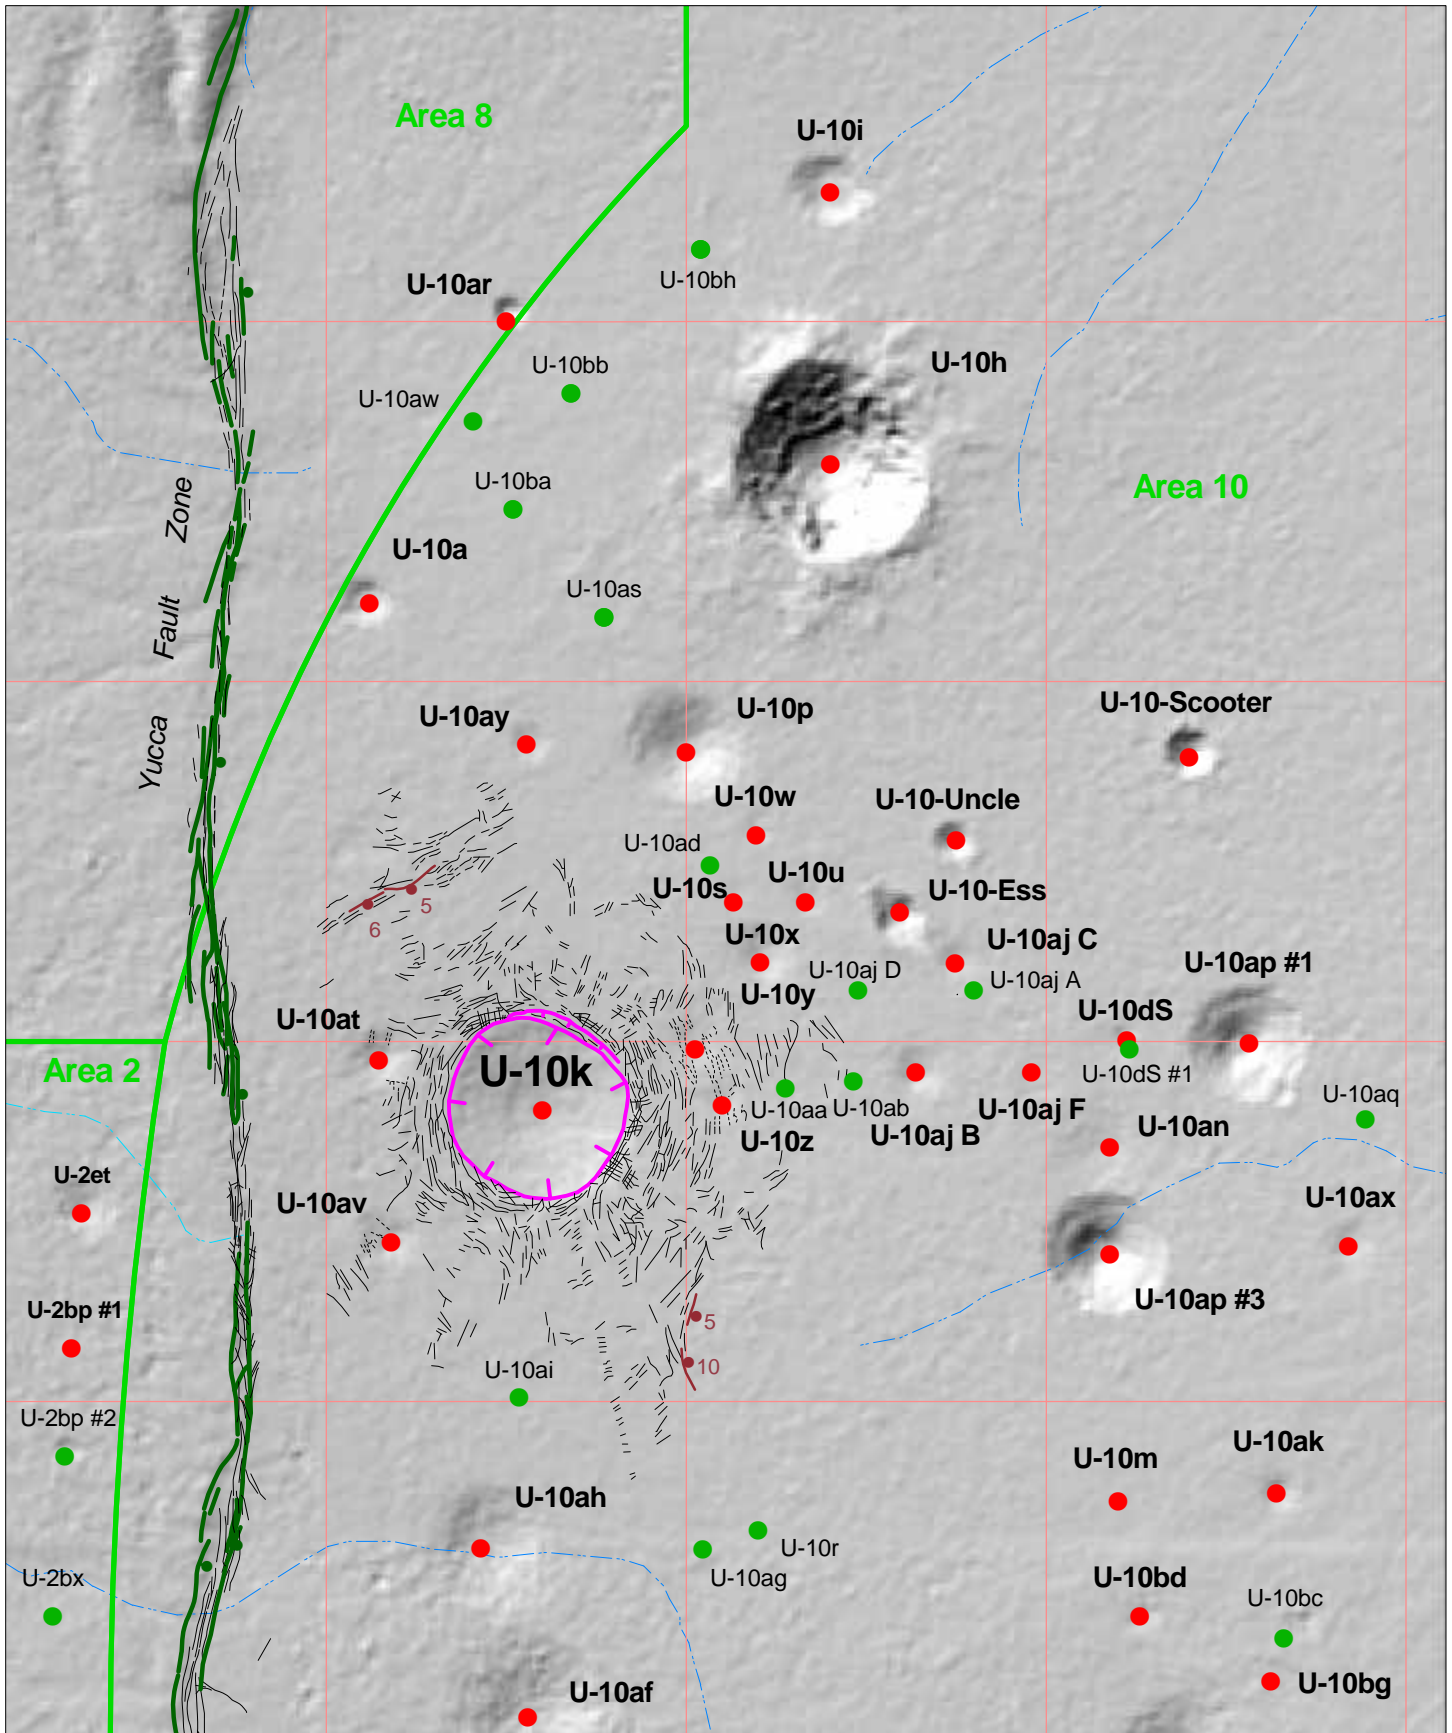 Area 8
U-10i
U-10bh
U-10ar
U-10h
U-10bb
U-10aw
U-10ba
Area 10
Yucca Fault Zone
U-10a
U-10as
U-10ay
U-10p
U-10-Scooter
U-10w
U-10-Uncle
U-10ad
U-10s
U-10u
U-10-Ess
5
6
U-10x
U-10aj C
U-10aj D
U-10aj A
U-10ap #1
U-10y
U-10dS
U-10at
U-10k
U-10dS #1
Area 2
U-10aq
U-10aa
U-10ab
U-10aj F
U-10z
U-10aj B
U-10an
U-2et
U-10av
U-10ax
U-10ap #3
U-2bp #1
5
10
U-10ai
U-2bp #2
U-10ak
U-10m
U-10ah
U-10r
U-10ag
U-2bx
U-10bd
U-10bc
U-10af
U-10bg